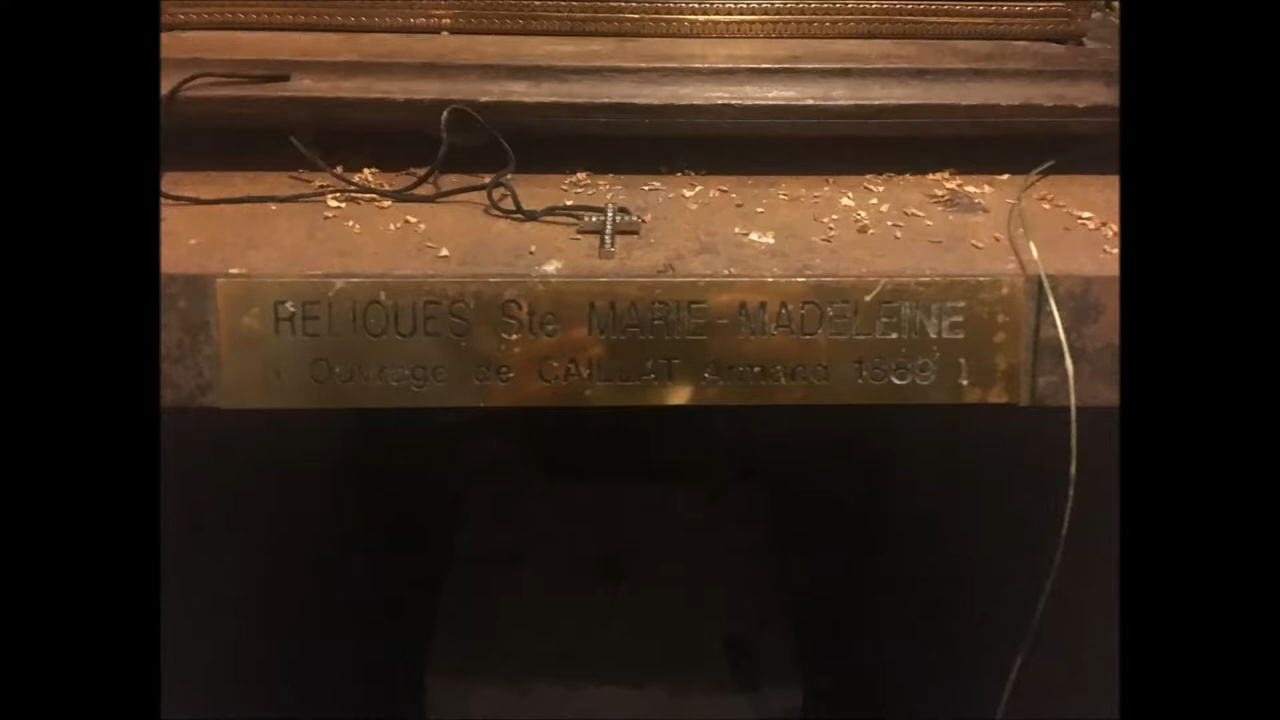 RELIQUES Ste MARIE-MADELEINE
( Ouvrage de CAILLAT Armand 1889 )